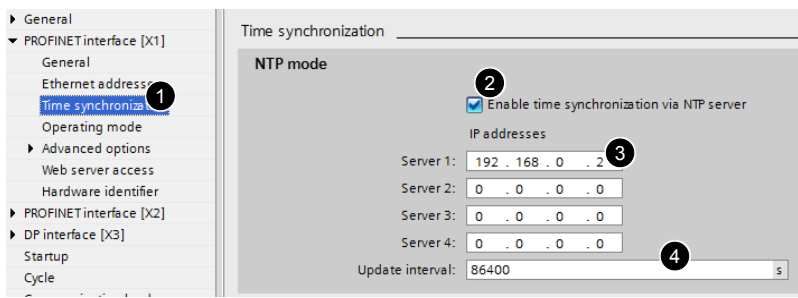 General
PROFINET interface [X1]
General
Ethernet addresse
Time synchroniza
1
Operating mode
Advanced options
Web server access
Hardware identifier
PROFINET interface [X2]
DP interface [X3]
Startup
Cycle
Time synchronization
NTP mode
2
Enable time synchronization via NTP server
IP addresses
Server 1: 192 . 168 . 0 . 2
3
Server 2: 0 . 0 . 0 . 0
Server 3: 0 . 0 . 0 . 0
Server 4: 0 . 0 . 0 . 0
4
Update interval: 86400 s